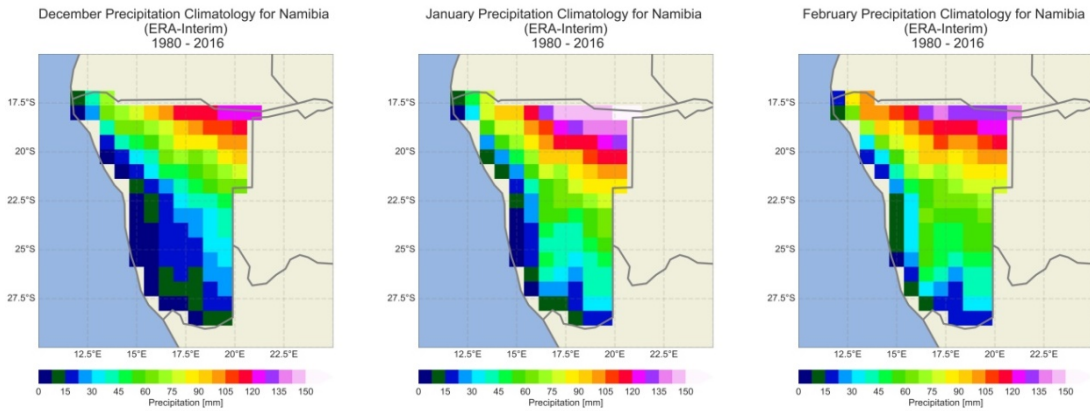 December Precipitation Climatology for Namibia
(ERA-Interim)
1980 - 2016
17.5°S
20°S
22.5°S
25°S
27.5°S
12.5°E 15°E 17.5°E 20°E 22.5°E
0 15 30 45 60 75 90 105 120 135 150
Precipitation [mm]
January Precipitation Climatology for Namibia
(ERA-Interim)
1980 - 2016
17.5°S
20°S
22.5°S
25°S
27.5°S
12.5°E 15°E 17.5°E 20°E 22.5°E
0 15 30 45 60 75 90 105 120 135 150
Precipitation [mm]
February Precipitation Climatology for Namibia
(ERA-Interim)
1980 - 2016
17.5°S
20°S
22.5°S
25°S
27.5°S
12.5°E 15°E 17.5°E 20°E 22.5°E
0 15 30 45 60 75 90 105 120 135 150
Precipitation [mm]